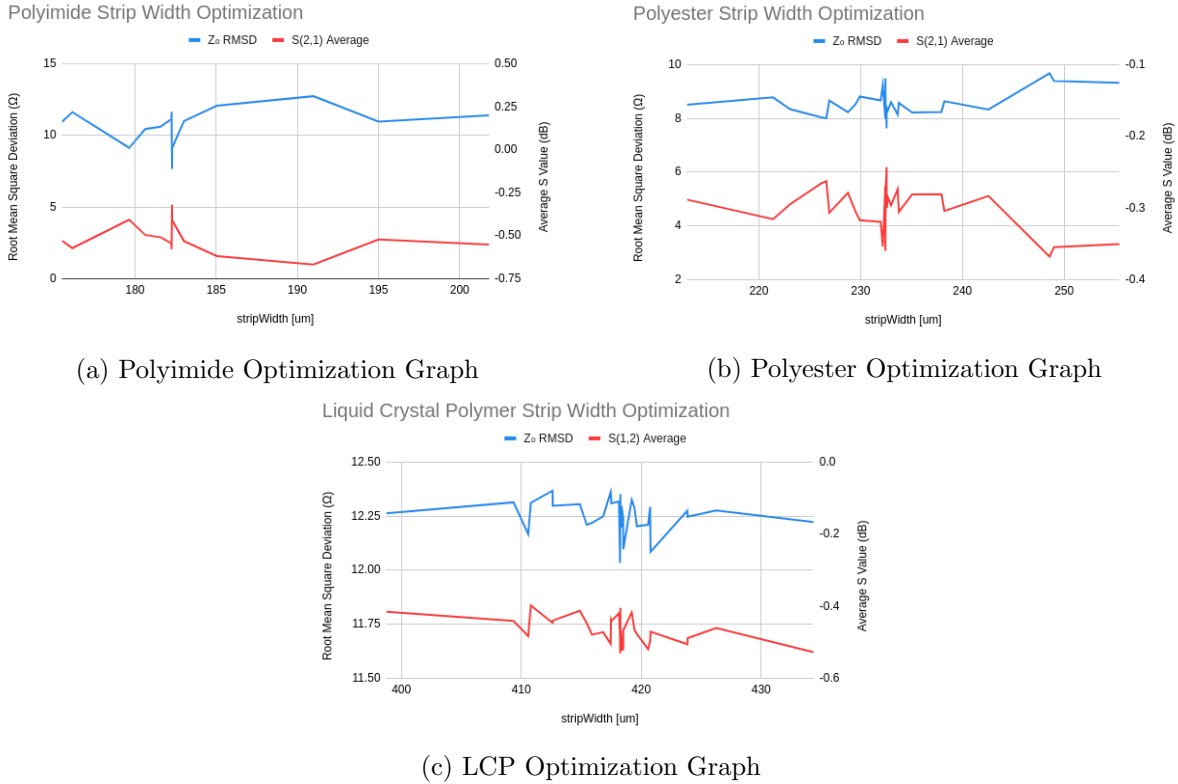 Polyimide Strip Width Optimization
Z₀ RMSD S(2,1) Average
Root Mean Square Deviation (Ω)
15
10
5
0
0.50
0.25
0.00
-0.25
-0.50
-0.75
Average S Value (dB)
180 185 190 195 200
stripWidth [um]
(a) Polyimide Optimization Graph
Polyester Strip Width Optimization
Z₀ RMSD S(2,1) Average
Root Mean Square Deviation (Ω)
10
8
6
4
2
-0.1
-0.2
-0.3
-0.4
Average S Value (dB)
220 230 240 250
stripWidth [um]
(b) Polyester Optimization Graph
Liquid Crystal Polymer Strip Width Optimization
Z₀ RMSD S(1,2) Average
Root Mean Square Deviation (Ω)
12.50
12.25
12.00
11.75
11.50
0.0
-0.2
-0.4
-0.6
Average S Value (dB)
400 410 420 430
stripWidth [um]
(c) LCP Optimization Graph